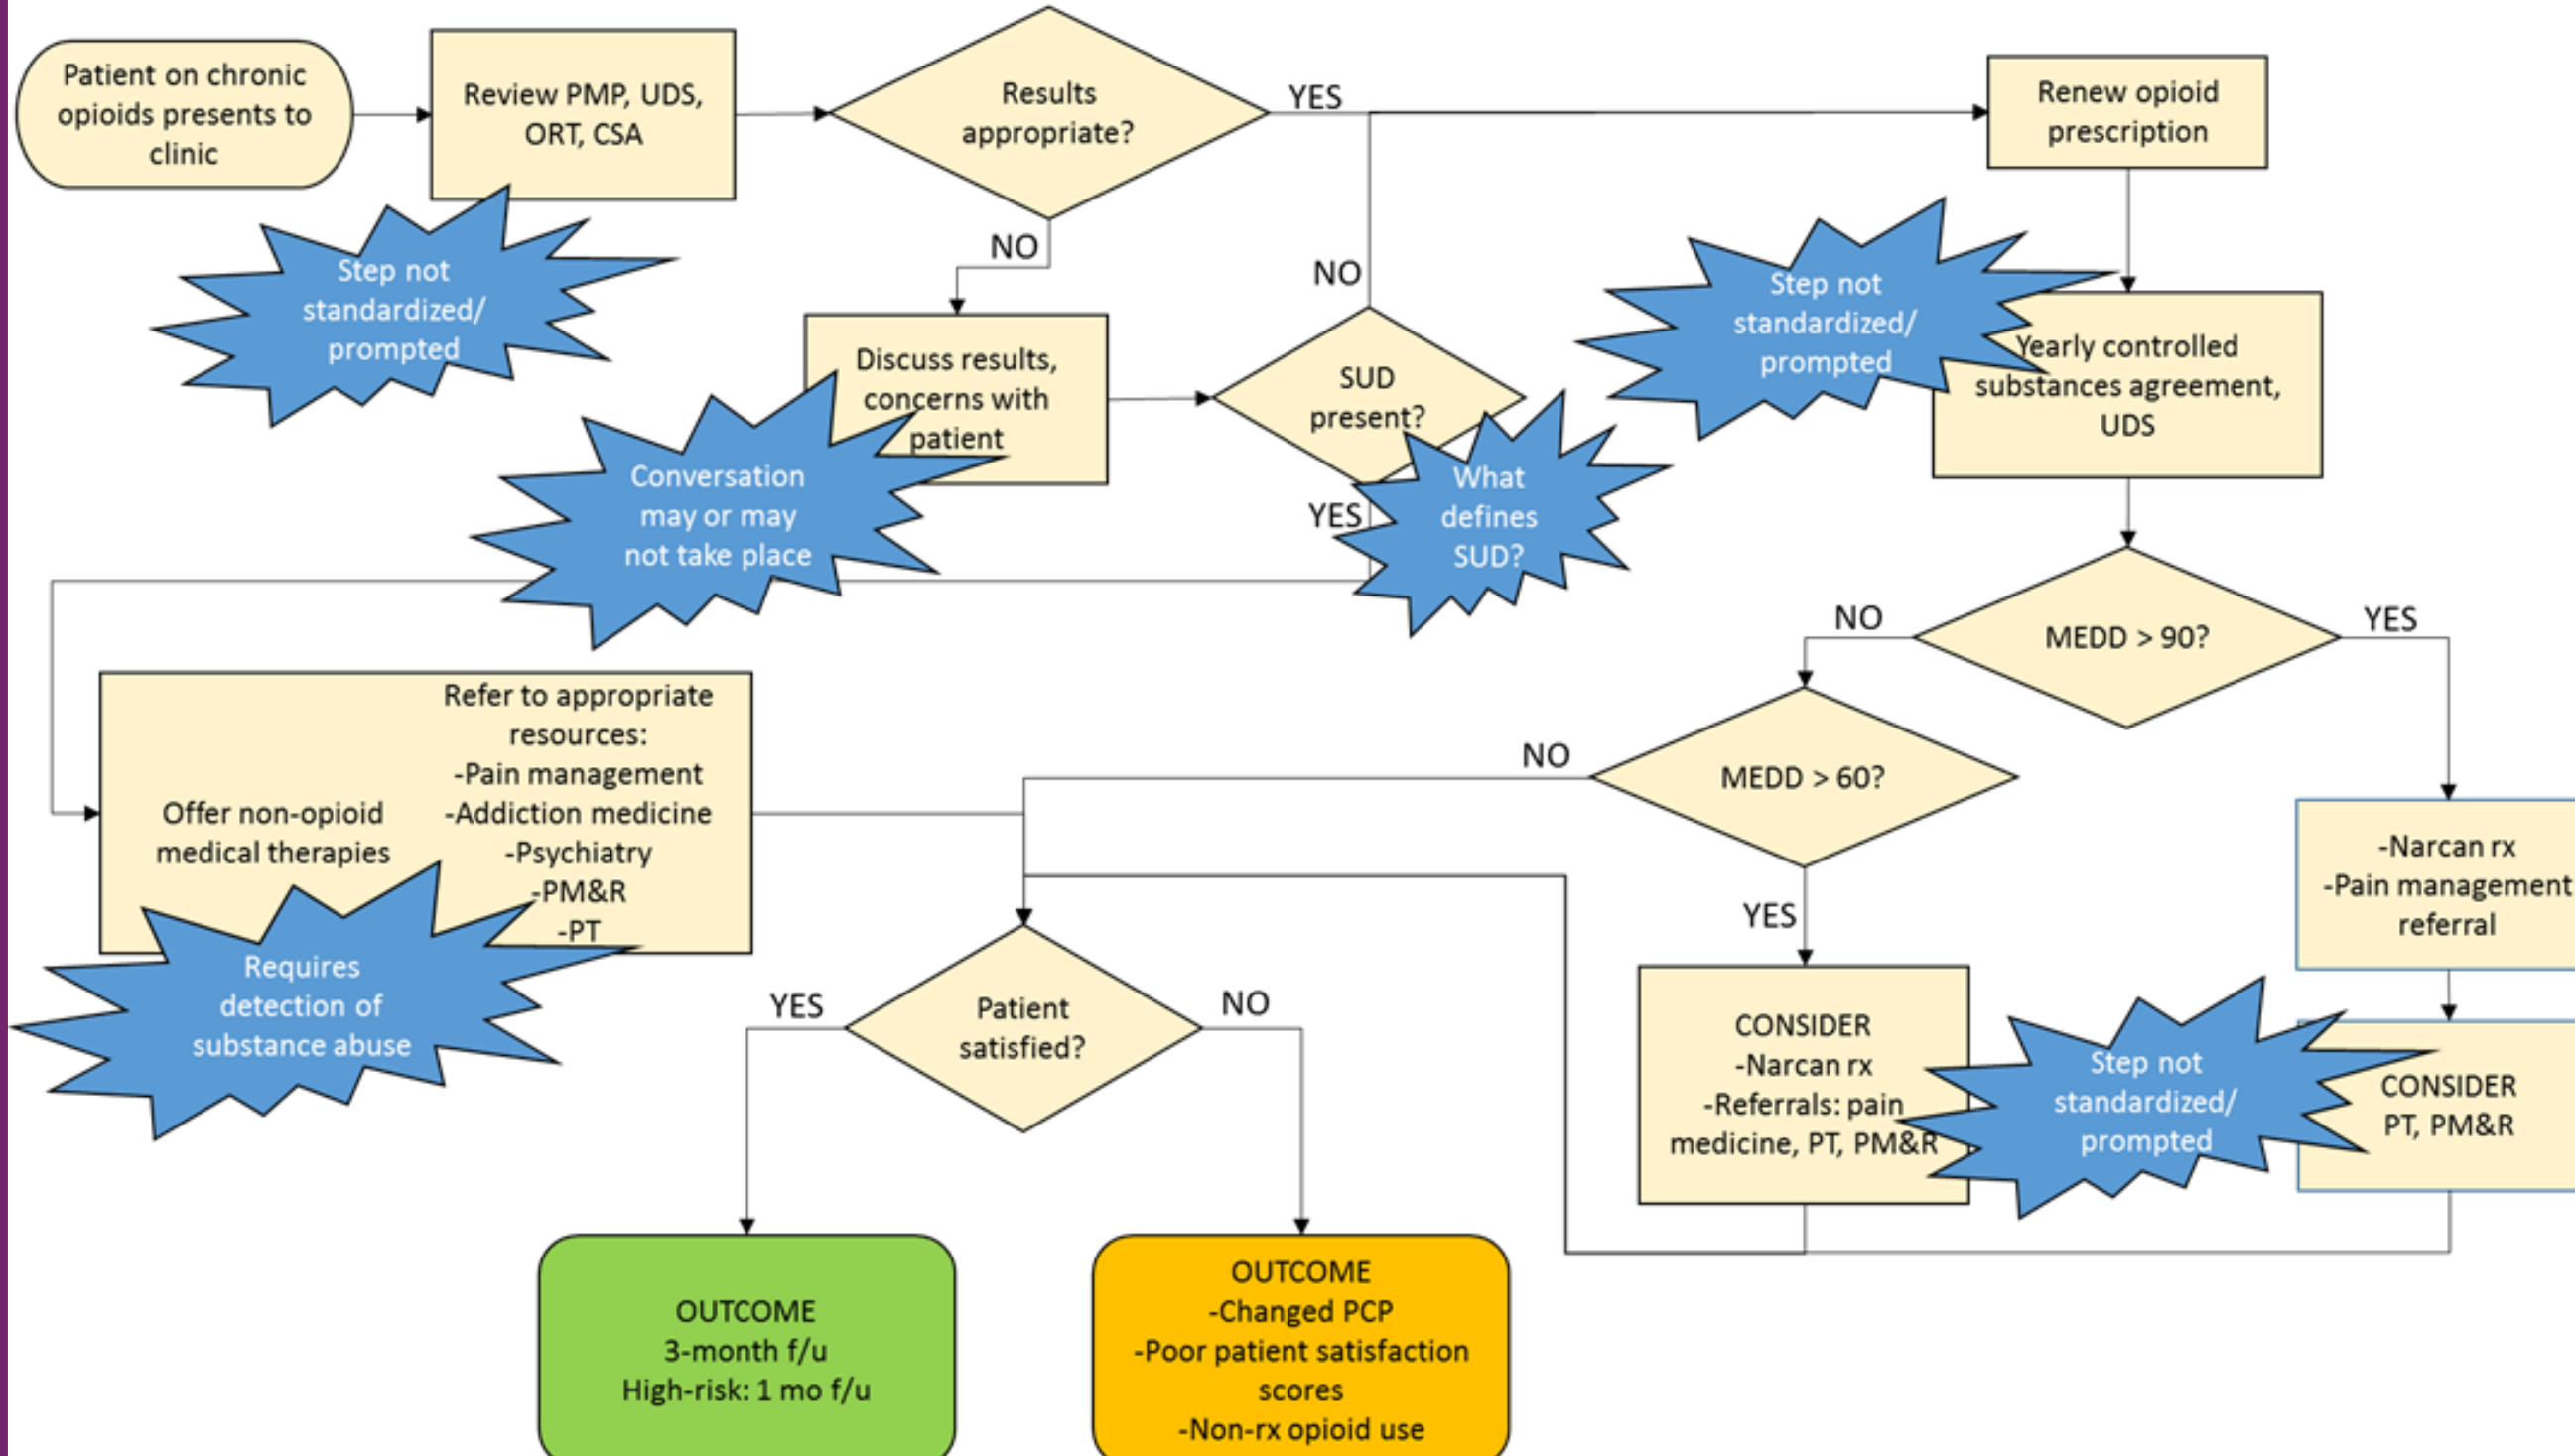 Patient on chronic
opioids presents to
clinic
Review PMP, UDS,
ORT, CSA
Results
appropriate?
YES
Renew opioid
prescription
NO
Step not
standardized/
prompted
Discuss results,
concerns with
patient
Conversation
may or may
not take place
NO
SUD
present?
YES
What
defines
SUD?
Step not
standardized/
prompted
Yearly controlled
substances agreement,
UDS
MEDD > 90?
NO
YES
MEDD > 60?
NO
YES
Offer non-opioid
medical therapies
Refer to appropriate
resources:
-Pain management
-Addiction medicine
-Psychiatry
-PM&R
-PT
Requires
detection of
substance abuse
Patient
satisfied?
YES
NO
CONSIDER
-Narcan rx
-Referrals: pain
medicine, PT, PM&R
Step not
standardized/
prompted
-Narcan rx
-Pain management
referral
CONSIDER
PT, PM&R
OUTCOME
3-month f/u
High-risk: 1 mo f/u
OUTCOME
-Changed PCP
-Poor patient satisfaction
scores
-Non-rx opioid use